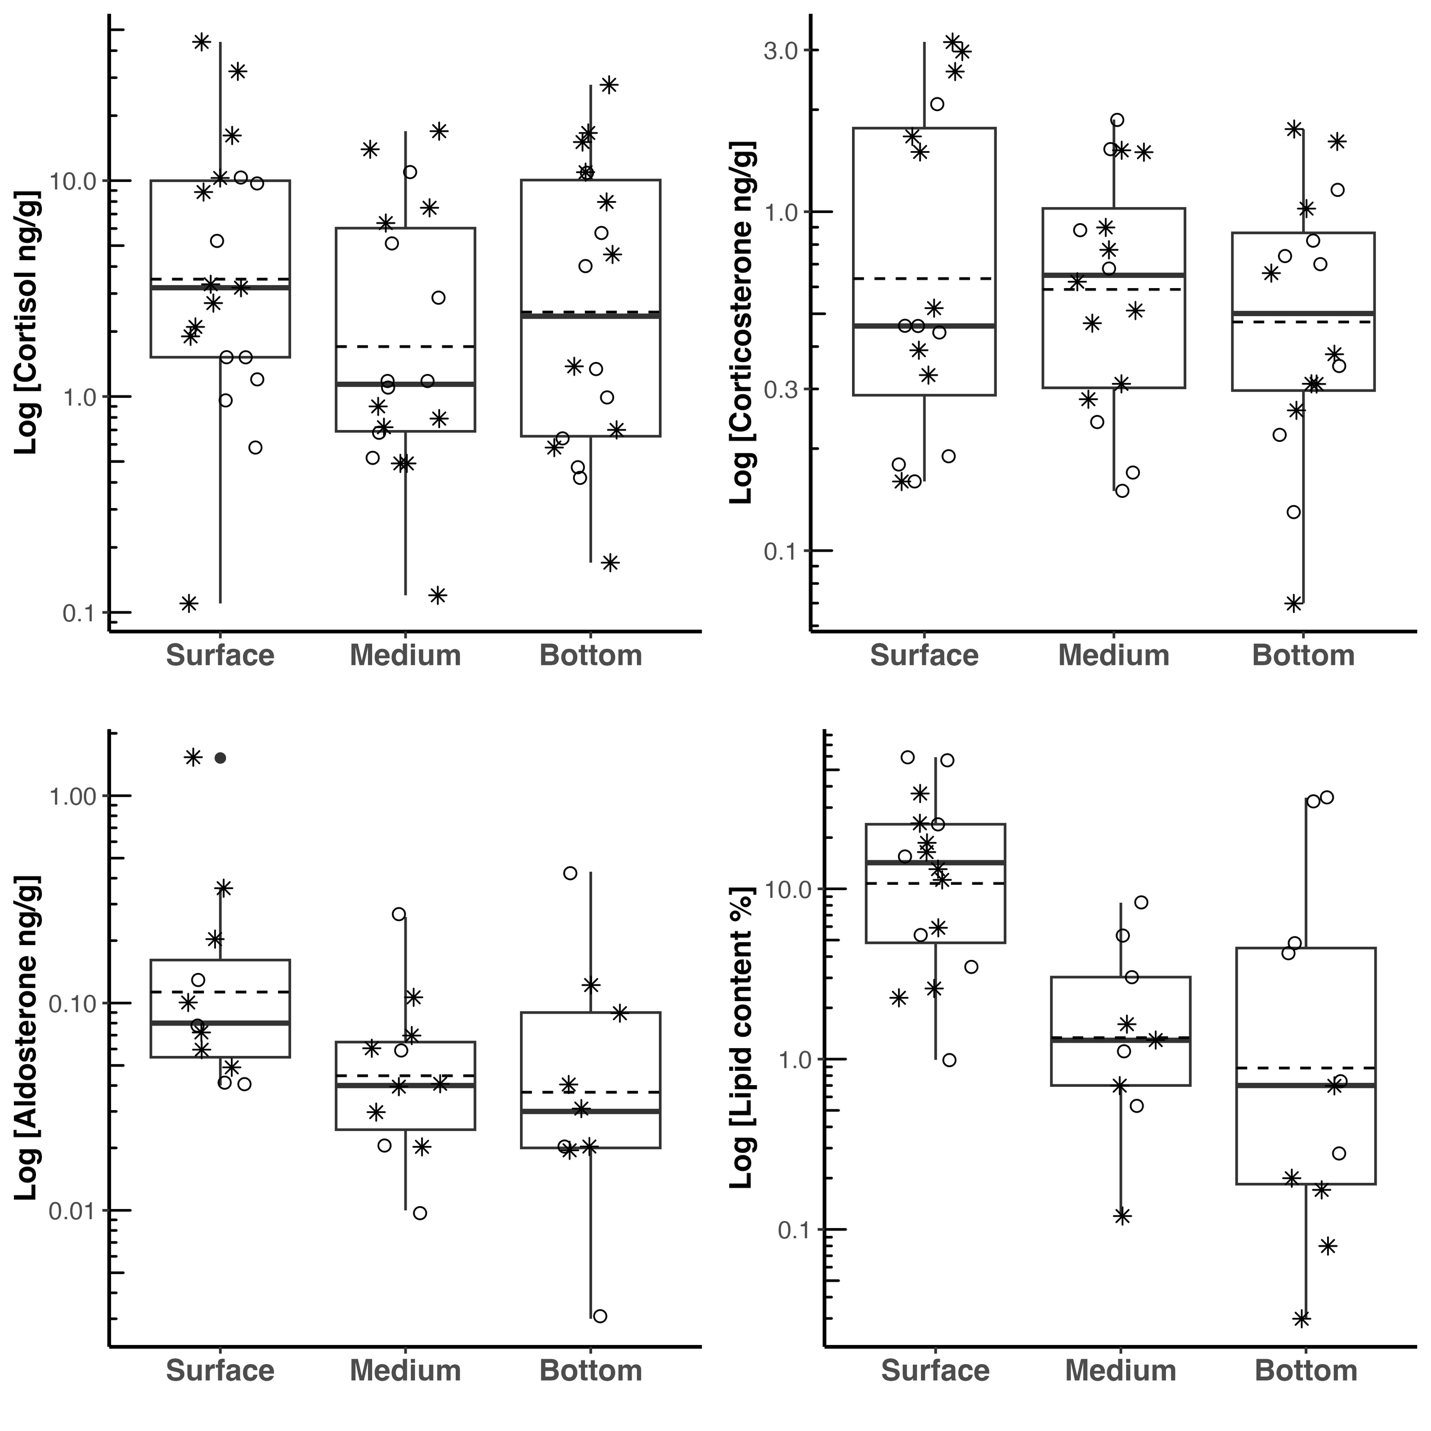 Log [Cortisol ng/g]
10.0
1.0
0.1
Surface Medium Bottom
Log [Corticosterone ng/g]
3.0
1.0
0.3
0.1
Surface Medium Bottom
Log [Aldosterone ng/g]
1.00
0.10
0.01
Surface Medium Bottom
Log [Lipid content %]
10.0
1.0
0.1
Surface Medium Bottom